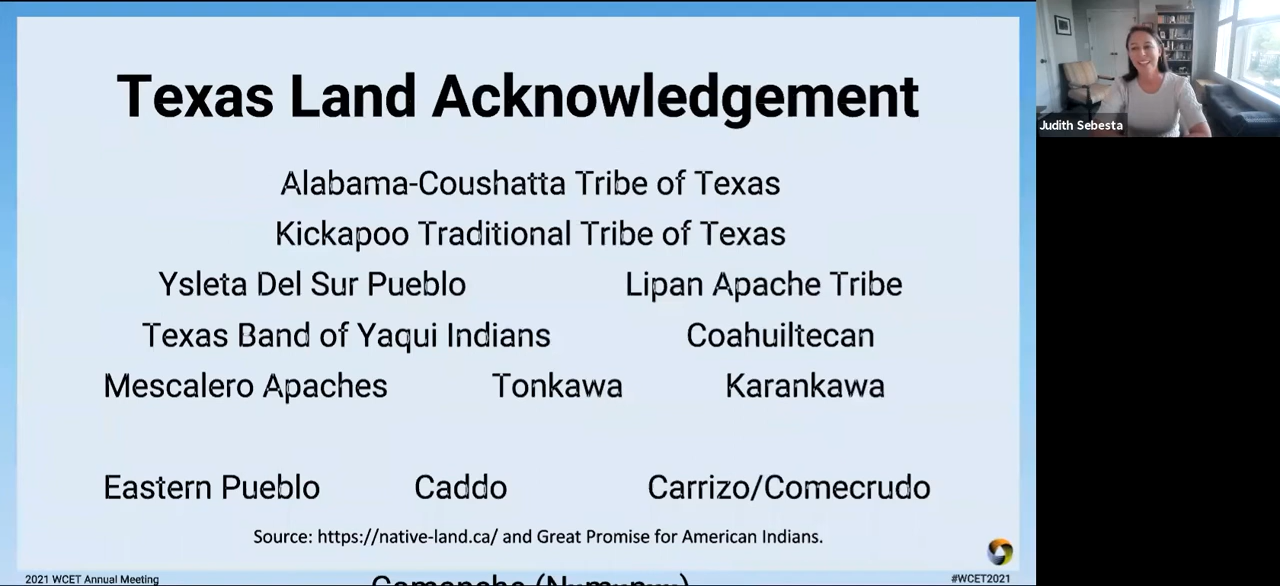 Texas Land Acknowledgement
Judith Sebesta
Alabama-Coushatta Tribe of Texas
Kickapoo Traditional Tribe of Texas
Ysleta Del Sur Pueblo Lipan Apache Tribe
Texas Band of Yaqui Indians Coahuiltecan
Mescalero Apaches Tonkawa Karankawa
Eastern Pueblo Caddo Carrizo/Comecrudo
Source: https://native-land.ca/ and Great Promise for American Indians.
2021 WCET Annual Meeting #WCET2021